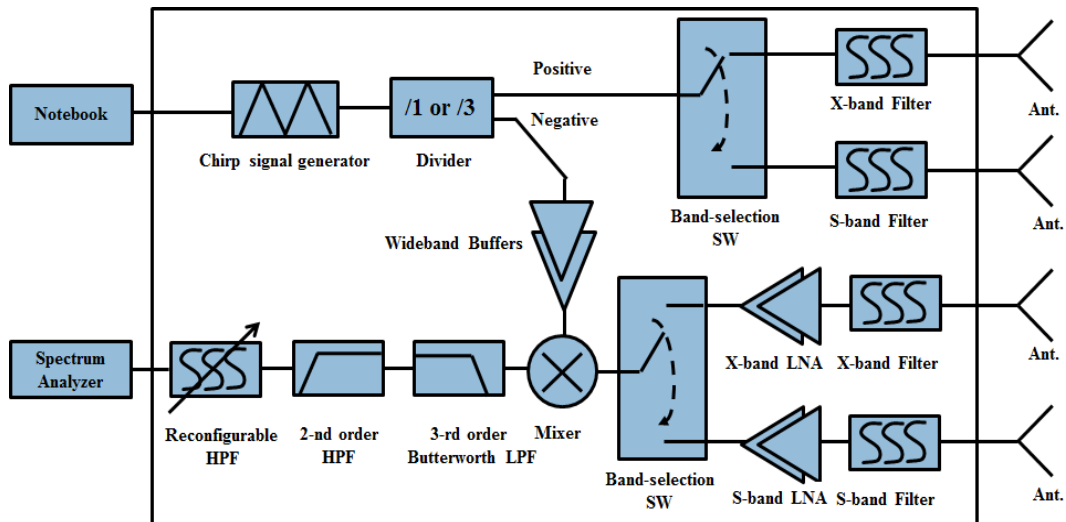 Notebook
Chirp signal generator
/1 or /3
Divider
Positive
Negative
Wideband Buffers
Band-selection
SW
X-band Filter
Ant.
S-band Filter
Ant.
Spectrum
Analyzer
Reconfigurable
HPF
2-nd order
HPF
3-rd order
Butterworth LPF
Mixer
Band-selection
SW
X-band LNA
X-band Filter
Ant.
S-band LNA
S-band Filter
Ant.